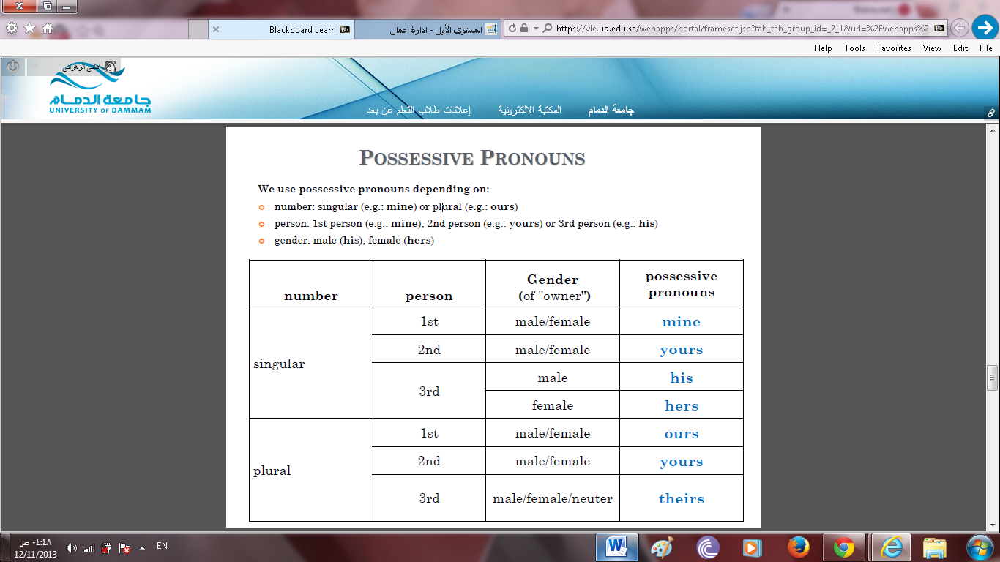 Blackboard Learn
المستوى الأول - ادارة اعمال
https://vle.ud.edu.sa/webapps/portal/frameset.jsp?tab_tab_group_id=_2_1&url=%2Fwebapps%2
Help Tools Favorites View Edit File
جامعة الدمام
UNIVERSITY OF DAMMAM
جامعة الدمام المكتبة الالكترونية إعلانات طلاب التعلم عن بعد
POSSESSIVE PRONOUNS
We use possessive pronouns depending on:
number: singular (e.g.: mine) or plural (e.g.: ours)
person: 1st person (e.g.: mine), 2nd person (e.g.: yours) or 3rd person (e.g.: his)
gender: male (his), female (hers)
number person Gender (of "owner") possessive pronouns
singular 1st male/female mine
2nd male/female yours
3rd male his
female hers
plural 1st male/female ours
2nd male/female yours
3rd male/female/neuter theirs
٠٤:٤٨ ص
12/11/2013
EN